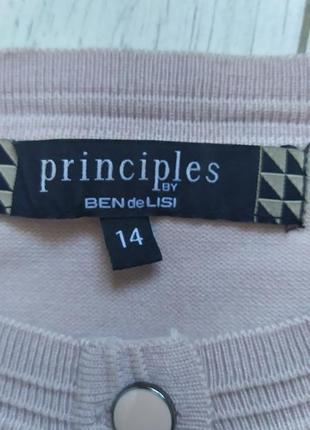 principles
BY
BEN de LISI
14